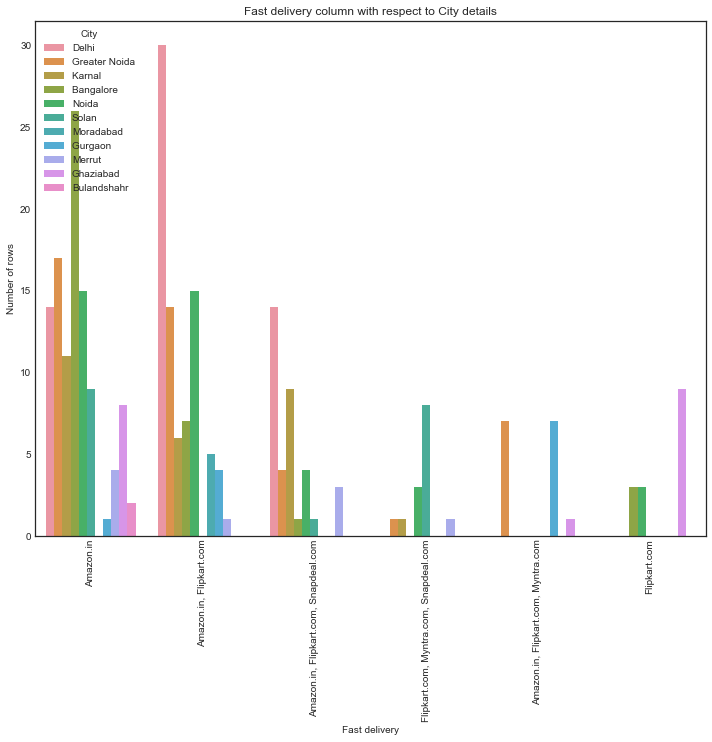 Fast delivery column with respect to City details
City
Delhi
Greater Noida
Karnal
Bangalore
Noida
Solan
Moradabad
Gurgaon
Merrut
Ghaziabad
Bulandshahr
Number of rows
30
25
20
15
10
5
0
Amazon.in
Amazon.in, Flipkart.com
Amazon.in, Flipkart.com, Snapdeal.com
Flipkart.com, Myntra.com, Snapdeal.com
Amazon.in, Flipkart.com, Myntra.com
Flipkart.com
Fast delivery